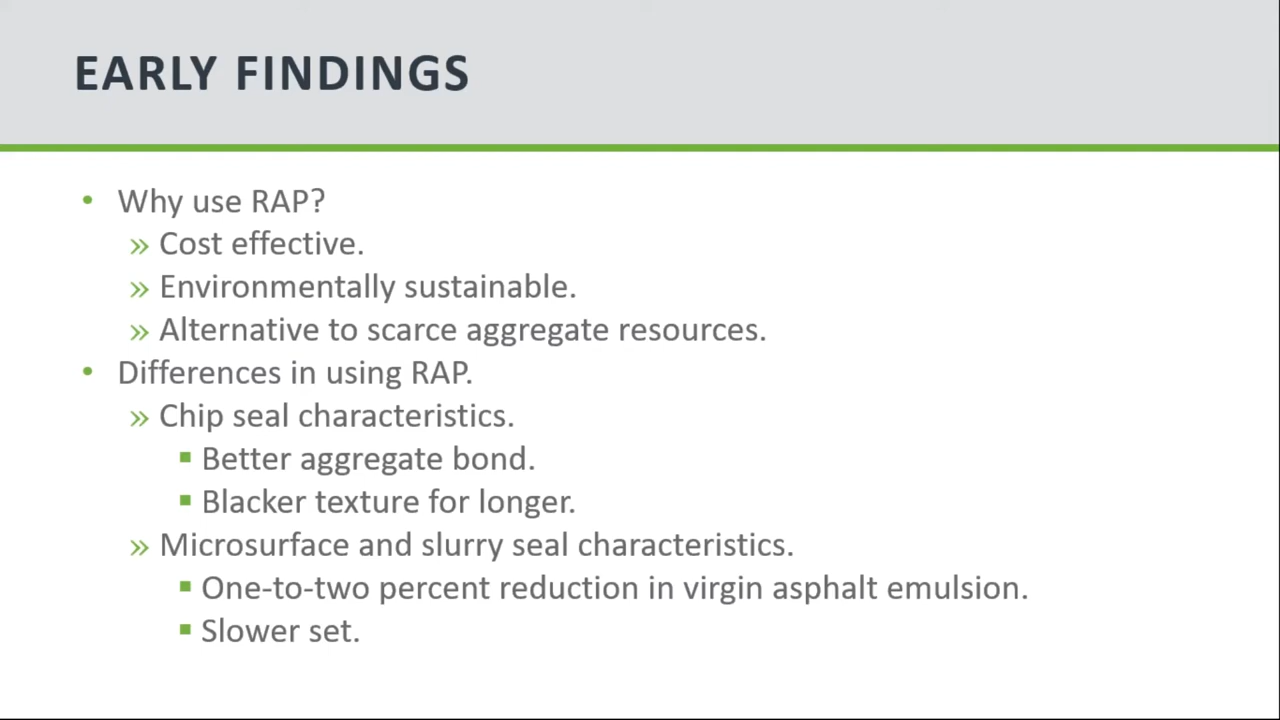 EARLY FINDINGS
• Why use RAP?
» Cost effective.
» Environmentally sustainable.
» Alternative to scarce aggregate resources.
• Differences in using RAP.
» Chip seal characteristics.
▪ Better aggregate bond.
▪ Blacker texture for longer.
» Microsurface and slurry seal characteristics.
▪ One-to-two percent reduction in virgin asphalt emulsion.
▪ Slower set.